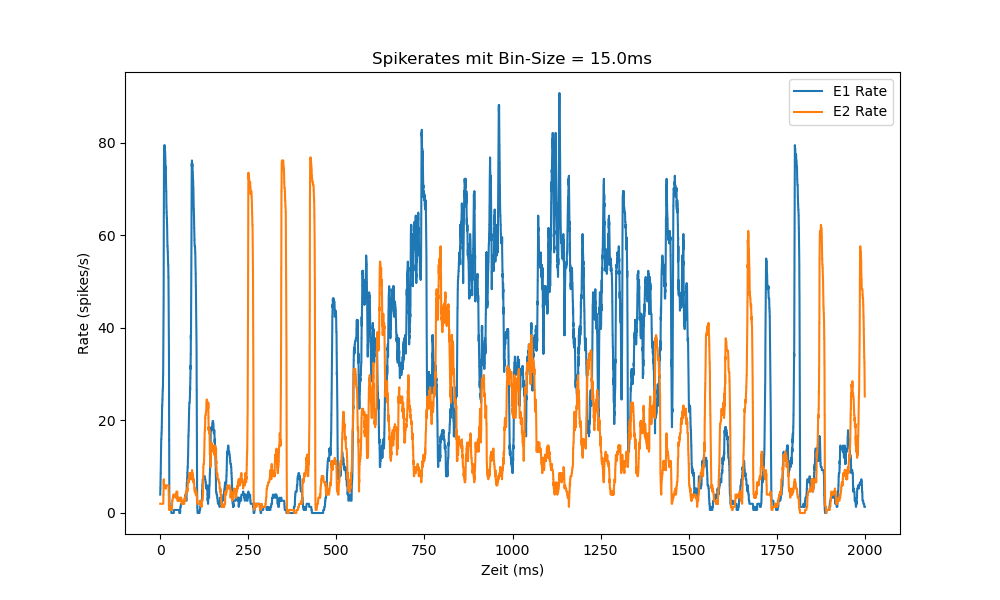 Spikerates mit Bin-Size = 15.0ms
E1 Rate
E2 Rate
80
60
40
20
0
Rate (spikes/s)
0 250 500 750 1000 1250 1500 1750 2000
Zeit (ms)